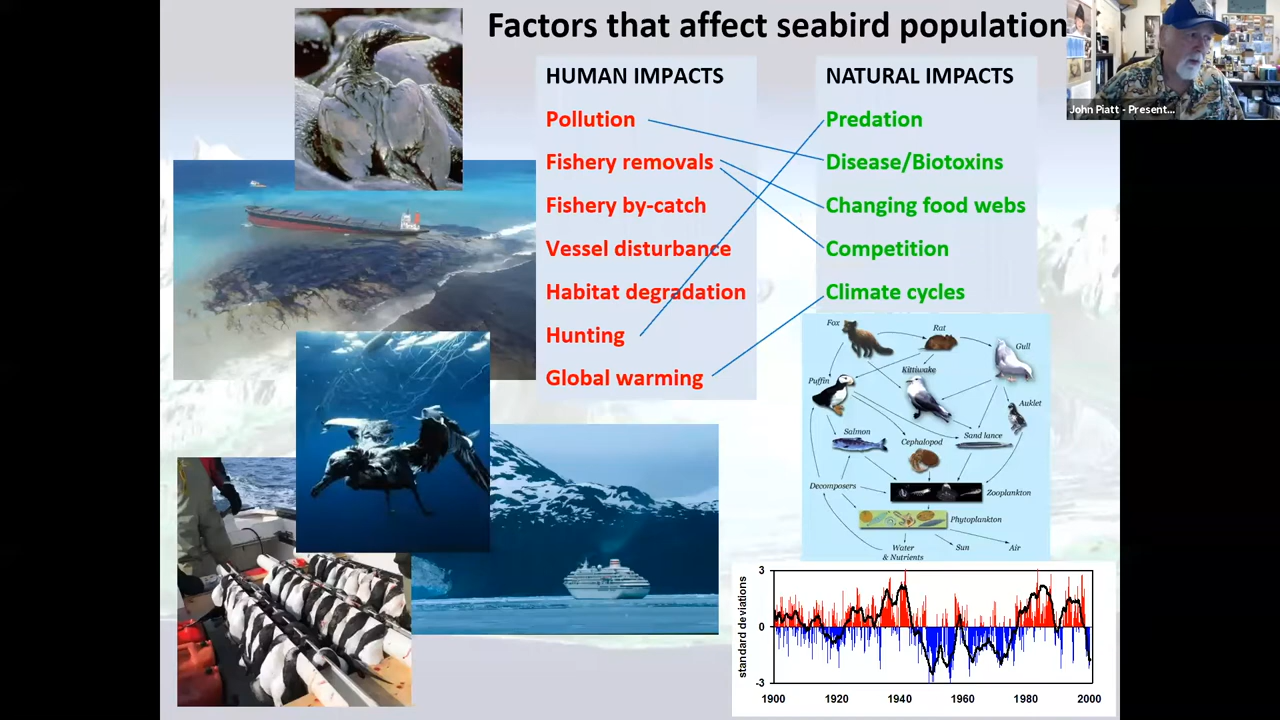 Factors that affect seabird population
HUMAN IMPACTS
Pollution
Fishery removals
Fishery by-catch
Vessel disturbance
Habitat degradation
Hunting
Global warming
NATURAL IMPACTS
Predation
Disease/Biotoxins
Changing food webs
Competition
Climate cycles
John Piatt - Present...
Fox
Rat
Gull
Kittiwake
Puffin
Auklet
Salmon
Cephalopod
Sand lance
Decomposers
Zooplankton
Phytoplankton
Water
& Nutrients
Sun
Air
standard deviations
3
0
-3
1900
1920
1940
1960
1980
2000